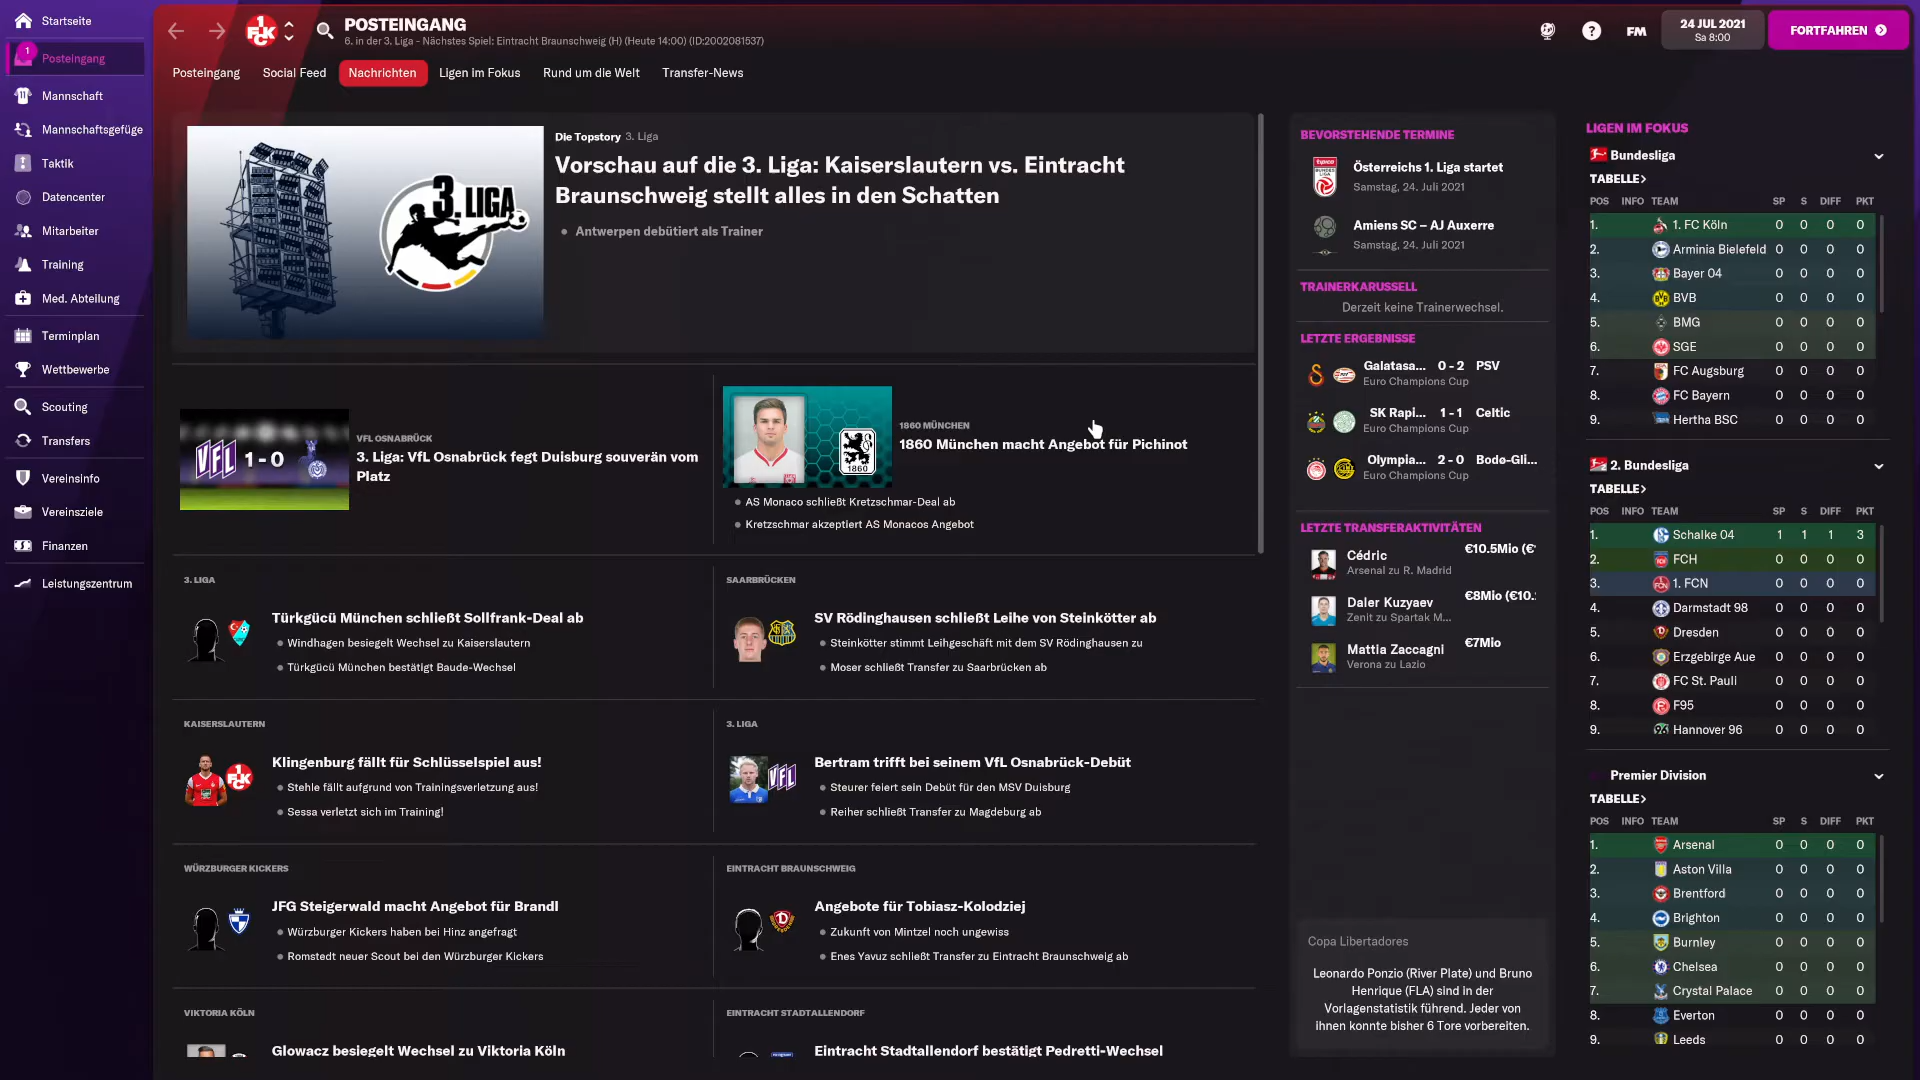 Startseite
1
Posteingang
Mannschaft
Mannschaftsgefüge
Taktik
Datencenter
Mitarbeiter
Training
Med. Abteilung
Terminplan
Wettbewerbe
Scouting
Transfers
Vereinsinfo
Vereinsziele
Finanzen
Leistungszentrum
POSTEINGANG
6. in der 3. Liga - Nächstes Spiel: Eintracht Braunschweig (H) (Heute 14:00) (ID:2002081537)
FM
24 JUL 2021
Sa 8:00
FORTFAHREN
Posteingang Social Feed Nachrichten Ligen im Fokus Rund um die Welt Transfer-News
3. LIGA
Die Topstory 3. Liga
Vorschau auf die 3. Liga: Kaiserslautern vs. Eintracht
Braunschweig stellt alles in den Schatten
Antwerpen debütiert als Trainer
VFL 1 - 0
VFL OSNABRÜCK
3. Liga: VfL Osnabrück fegt Duisburg souverän vom
Platz
1860
1860 MÜNCHEN
1860 München macht Angebot für Pichinot
AS Monaco schließt Kretzschmar-Deal ab
Kretzschmar akzeptiert AS Monacos Angebot
3. LIGA
Türkgücü München schließt Sollfrank-Deal ab
Windhagen besiegelt Wechsel zu Kaiserslautern
Türkgücü München bestätigt Baude-Wechsel
SAARBRÜCKEN
SV Rödinghausen schließt Leihe von Steinkötter ab
Steinkötter stimmt Leihgeschäft mit dem SV Rödinghausen zu
Moser schließt Transfer zu Saarbrücken ab
KAISERSLAUTERN
Klingenburg fällt für Schlüsselspiel aus!
Stehle fällt aufgrund von Trainingsverletzung aus!
Sessa verletzt sich im Training!
3. LIGA
Bertram trifft bei seinem VfL Osnabrück-Debüt
Steurer feiert sein Debüt für den MSV Duisburg
Reiher schließt Transfer zu Magdeburg ab
WÜRZBURGER KICKERS
JFG Steigerwald macht Angebot für Brandl
Würzburger Kickers haben bei Hinz angefragt
Romstedt neuer Scout bei den Würzburger Kickers
EINTRACHT BRAUNSCHWEIG
Angebote für Tobiasz-Kolodziej
Zukunft von Mintzel noch ungewiss
Enes Yavuz schließt Transfer zu Eintracht Braunschweig ab
VIKTORIA KÖLN
Glowacz besiegelt Wechsel zu Viktoria Köln
EINTRACHT STADTALLENDORF
Eintracht Stadtallendorf bestätigt Pedretti-Wechsel
BEVORSTEHENDE TERMINE
Österreichs 1. Liga startet
Samstag, 24. Juli 2021
Amiens SC – AJ Auxerre
Samstag, 24. Juli 2021
TRAINERKARUSSELL
Derzeit keine Trainerwechsel.
LETZTE ERGEBNISSE
Galatasa... 0 - 2 PSV
Euro Champions Cup
SK Rapi... 1 - 1 Celtic
Euro Champions Cup
Olympia... 2 - 0 Bodø-Gli...
Euro Champions Cup
LETZTE TRANSFERAKTIVITÄTEN
Cédric €10.5Mio (€
Arsenal zu R. Madrid
Daler Kuzyaev €8Mio (€10.
Zenit zu Spartak M...
Mattia Zaccagni €7Mio
Verona zu Lazio
Copa Libertadores
Leonardo Ponzio (River Plate) und Bruno
Henrique (FLA) sind in der
Vorlagenstatistik führend. Jeder von
ihnen konnte bisher 6 Tore vorbereiten.
LIGEN IM FOKUS
Bundesliga
TABELLE>
POS INFO TEAM SP S DIFF PKT
1. 1. FC Köln 0 0 0 0
2. Arminia Bielefeld 0 0 0 0
3. Bayer 04 0 0 0 0
4. BVB 0 0 0 0
5. BMG 0 0 0 0
6. SGE 0 0 0 0
7. FC Augsburg 0 0 0 0
8. FC Bayern 0 0 0 0
9. Hertha BSC 0 0 0 0
2. Bundesliga
TABELLE>
POS INFO TEAM SP S DIFF PKT
1. Schalke 04 1 1 1 3
2. FCH 0 0 0 0
3. 1. FCN 0 0 0 0
4. Darmstadt 98 0 0 0 0
5. Dresden 0 0 0 0
6. Erzgebirge Aue 0 0 0 0
7. FC St. Pauli 0 0 0 0
8. F95 0 0 0 0
9. Hannover 96 0 0 0 0
Premier Division
TABELLE>
POS INFO TEAM SP S DIFF PKT
1. Arsenal 0 0 0 0
2. Aston Villa 0 0 0 0
3. Brentford 0 0 0 0
4. Brighton 0 0 0 0
5. Burnley 0 0 0 0
6. Chelsea 0 0 0 0
7. Crystal Palace 0 0 0 0
8. Everton 0 0 0 0
9. Leeds 0 0 0 0